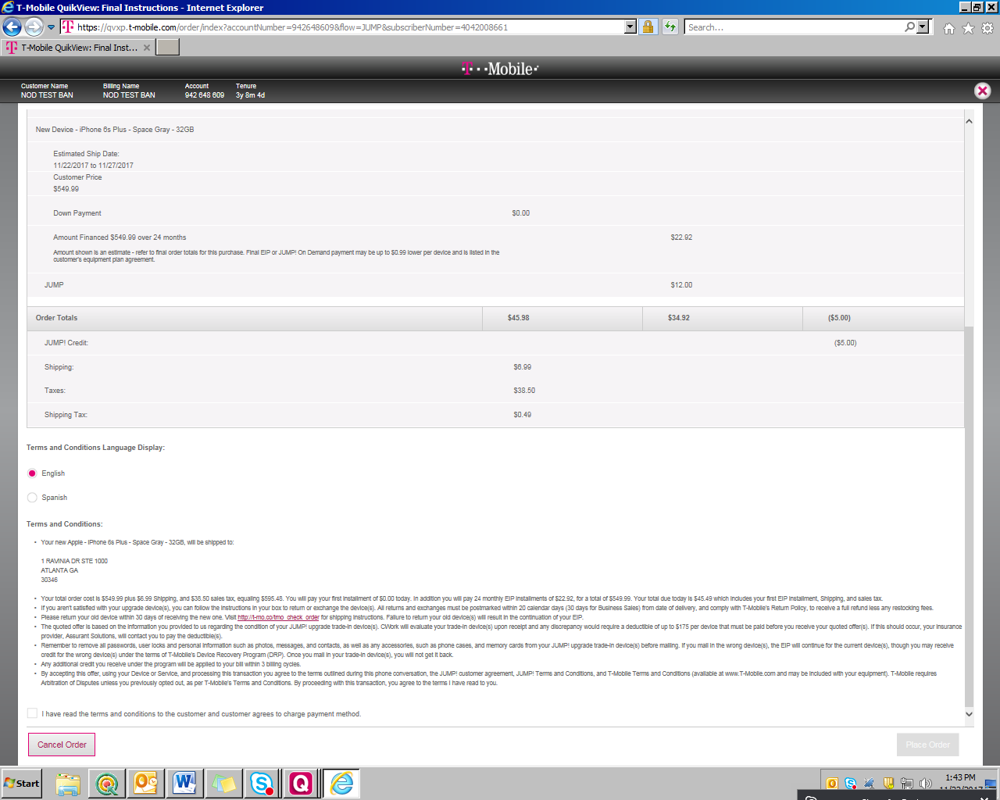 T-Mobile QuikView: Final Instructions - Internet Explorer
https://qvxp.t-mobile.com/order/index?accountNumber=942648609&flow=JUMP&subscriberNumber=4042008661
Search...
T-Mobile QuikView: Final Inst...
T··Mobile·
Customer Name Billing Name Account Tenure
NOD TEST BAN NOD TEST BAN 942 648 609 3y 8m 4d
New Device - iPhone 6s Plus - Space Gray - 32GB
Estimated Ship Date:
11/22/2017 to 11/27/2017
Customer Price
$549.99
Down Payment $0.00
Amount Financed $549.99 over 24 months $22.92
Amount shown is an estimate - refer to final order totals for this purchase. Final EIP or JUMP! On Demand payment may be up to $0.99 lower per device and is listed in the
customer's equipment plan agreement.
JUMP $12.00
Order Totals $45.98 $34.92 ($5.00)
JUMP! Credit: ($5.00)
Shipping: $6.99
Taxes: $38.50
Shipping Tax: $0.49
Terms and Conditions Language Display:
English
Spanish
Terms and Conditions:
• Your new Apple - iPhone 6s Plus - Space Gray - 32GB, will be shipped to:
1 RAVINIA DR STE 1000
ATLANTA GA
30346
• Your total order cost is $549.99 plus $6.99 Shipping, and $38.50 sales tax, equaling $595.48. You will pay your first installment of $0.00 today. In addition you will pay 24 monthly EIP installments of $22.92, for a total of $549.99. Your total due today is $45.49 which includes your first EIP installment, Shipping, and sales tax.
• If you aren't satisfied with your upgrade device(s), you can follow the instructions in your box to return or exchange the device(s). All returns and exchanges must be postmarked within 20 calendar days (30 days for Business Sales) from date of delivery, and comply with T-Mobile's Return Policy, to receive a full refund less any restocking fees.
• Please return your old device within 30 days of receiving the new one. Visit http://t-mo.co/tmo_check_order for shipping instructions. Failure to return your old device(s) will result in the continuation of your EIP.
• The quoted offer is based on the information you provided to us regarding the condition of your JUMP! upgrade trade-in device(s). CWork will evaluate your trade-in device(s) upon receipt and any discrepancy would require a deductible of up to $175 per device that must be paid before you receive your quoted offer(s). If this should occur, your insurance
provider, Assurant Solutions, will contact you to pay the deductible(s).
• Remember to remove all passwords, user locks and personal information such as photos, messages, and contacts, as well as any accessories, such as phone cases, and memory cards from your JUMP! upgrade trade-in device(s) before mailing. If you mail in the wrong device(s), the EIP will continue for the current device(s), though you may receive
credit for the wrong device(s) under the terms of T-Mobile's Device Recovery Program (DRP). Once you mail in your trade-in device(s), you will not get it back.
• Any additional credit you receive under the program will be applied to your bill within 3 billing cycles.
• By accepting this offer, using your Device or Service, and processing this transaction you agree to the terms outlined during this phone conversation, the JUMP! customer agreement, JUMP! Terms and Conditions, and T-Mobile Terms and Conditions (available at www.T-Mobile.com and may be included with your equipment). T-Mobile requires
Arbitration of Disputes unless you previously opted out, as per T-Mobile's Terms and Conditions. By proceeding with this transaction, you agree to the terms I have read to you.
I have read the terms and conditions to the customer and customer agrees to charge payment method.
Cancel Order Place Order
Start 1:43 PM